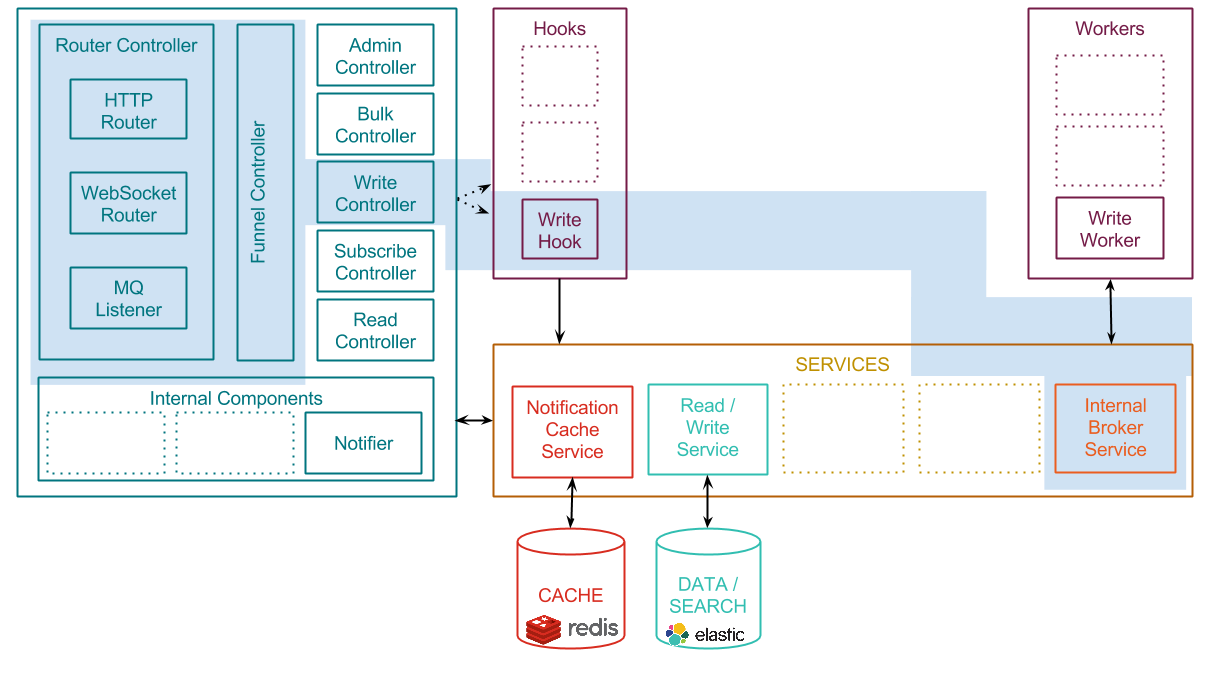 Router Controller
HTTP
Router
WebSocket
Router
MQ
Listener
Funnel Controller
Admin
Controller
Bulk
Controller
Write
Controller
Subscribe
Controller
Read
Controller
Internal Components
Notifier
Hooks
Write
Hook
Workers
Write
Worker
SERVICES
Notification
Cache
Service
Read /
Write
Service
Internal
Broker
Service
CACHE
redis
DATA /
SEARCH
elastic